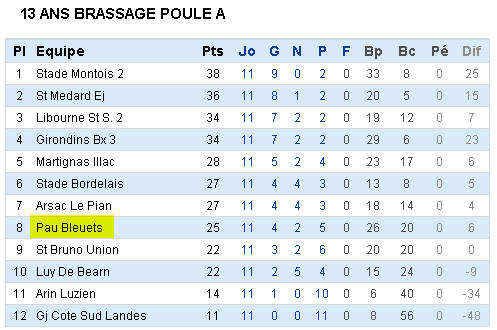 13 ANS BRASSAGE POULE A
Pl Equipe Pts Jo G N P F Bp Bc Pé Dif
1 Stade Montois 2 38 11 9 0 2 0 33 8 0 25
2 St Medard Ej 36 11 8 1 2 0 20 5 0 15
3 Libourne St S. 2 34 11 7 2 2 0 19 12 0 7
4 Girondins Bx 3 34 11 7 2 2 0 29 6 0 23
5 Martignas Illac 28 11 5 2 4 0 23 17 0 6
6 Stade Bordelais 27 11 4 4 3 0 13 8 0 5
7 Arsac Le Pian 27 11 4 4 3 0 18 14 0 4
8 Pau Bleuets 25 11 4 2 5 0 26 20 0 6
9 St Bruno Union 22 11 3 2 6 0 20 20 0 0
10 Luy De Bearn 22 11 2 5 4 0 15 24 0 -9
11 Arin Luzien 14 11 1 0 10 0 6 40 0 -34
12 Gj Cote Sud Landes 11 11 0 0 11 0 8 56 0 -48